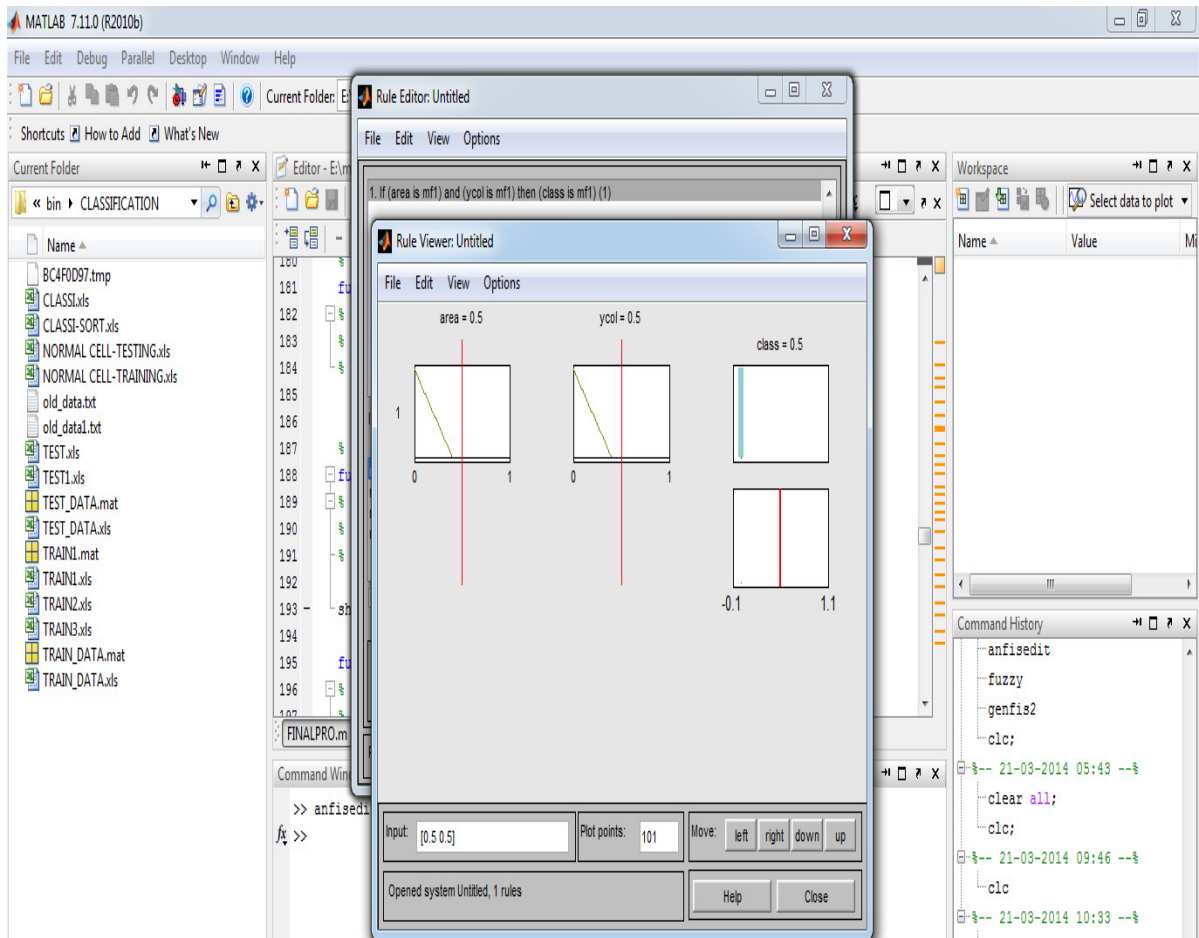 MATLAB 7.11.0 (R2010b)
File Edit Debug Parallel Desktop Window Help
Current Folder: E:
Shortcuts How to Add What's New
Current Folder
« bin ▸ CLASSIFICATION
Name
BC4F0D97.tmp
CLASSI.xls
CLASSI-SORT.xls
NORMAL CELL-TESTING.xls
NORMAL CELL-TRAINING.xls
old_data.txt
old_data1.txt
TEST.xls
TEST1.xls
TEST_DATA.mat
TEST_DATA.xls
TRAIN1.mat
TRAIN1.xls
TRAIN2.xls
TRAIN3.xls
TRAIN_DATA.mat
TRAIN_DATA.xls
Editor - E:\m
180 %
181 fu
182 %
183 %
184 %
185
186
187 %
188 fu
189 %
190 %
191 %
192
193 - sh
194
195 fu
196 %
197 %
FINALPRO.m
Command Wind
>> anfisedi
fx >>
Rule Editor: Untitled
File Edit View Options
1. If (area is mf1) and (ycol is mf1) then (class is mf1) (1)
Rule Viewer: Untitled
File Edit View Options
area = 0.5
ycol = 0.5
class = 0.5
1
0 1
0 1
-0.1 1.1
Input: [0.5 0.5]
Plot points: 101
Move: left right down up
Opened system Untitled, 1 rules
Help Close
Workspace
Select data to plot
Name Value Mi
Command History
anfisedit
fuzzy
genfis2
clc;
%-- 21-03-2014 05:43 --%
clear all;
clc;
%-- 21-03-2014 09:46 --%
clc
%-- 21-03-2014 10:33 --%